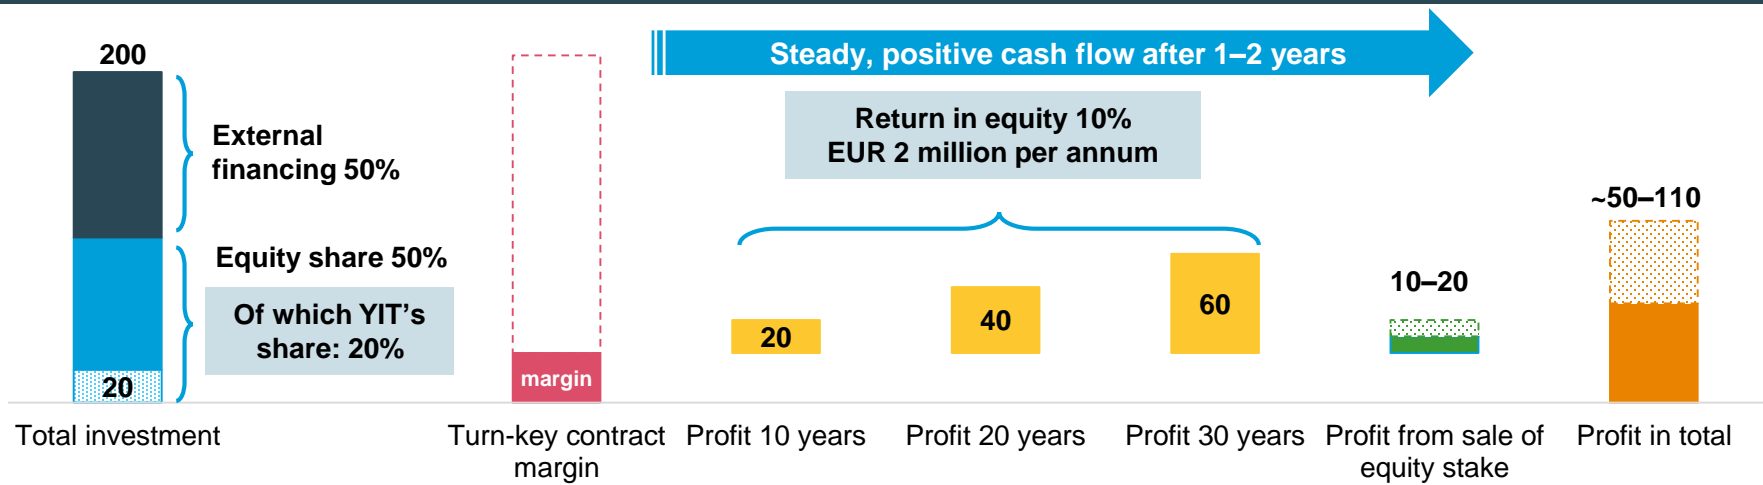 200
External
financing 50%
Equity share 50%
Of which YIT's
share: 20%
20
Total investment
margin
Turn-key contract
margin
Steady, positive cash flow after 1–2 years
Return in equity 10%
EUR 2 million per annum
20
Profit 10 years
40
Profit 20 years
60
Profit 30 years
10–20
Profit from sale of
equity stake
~50–110
Profit in total